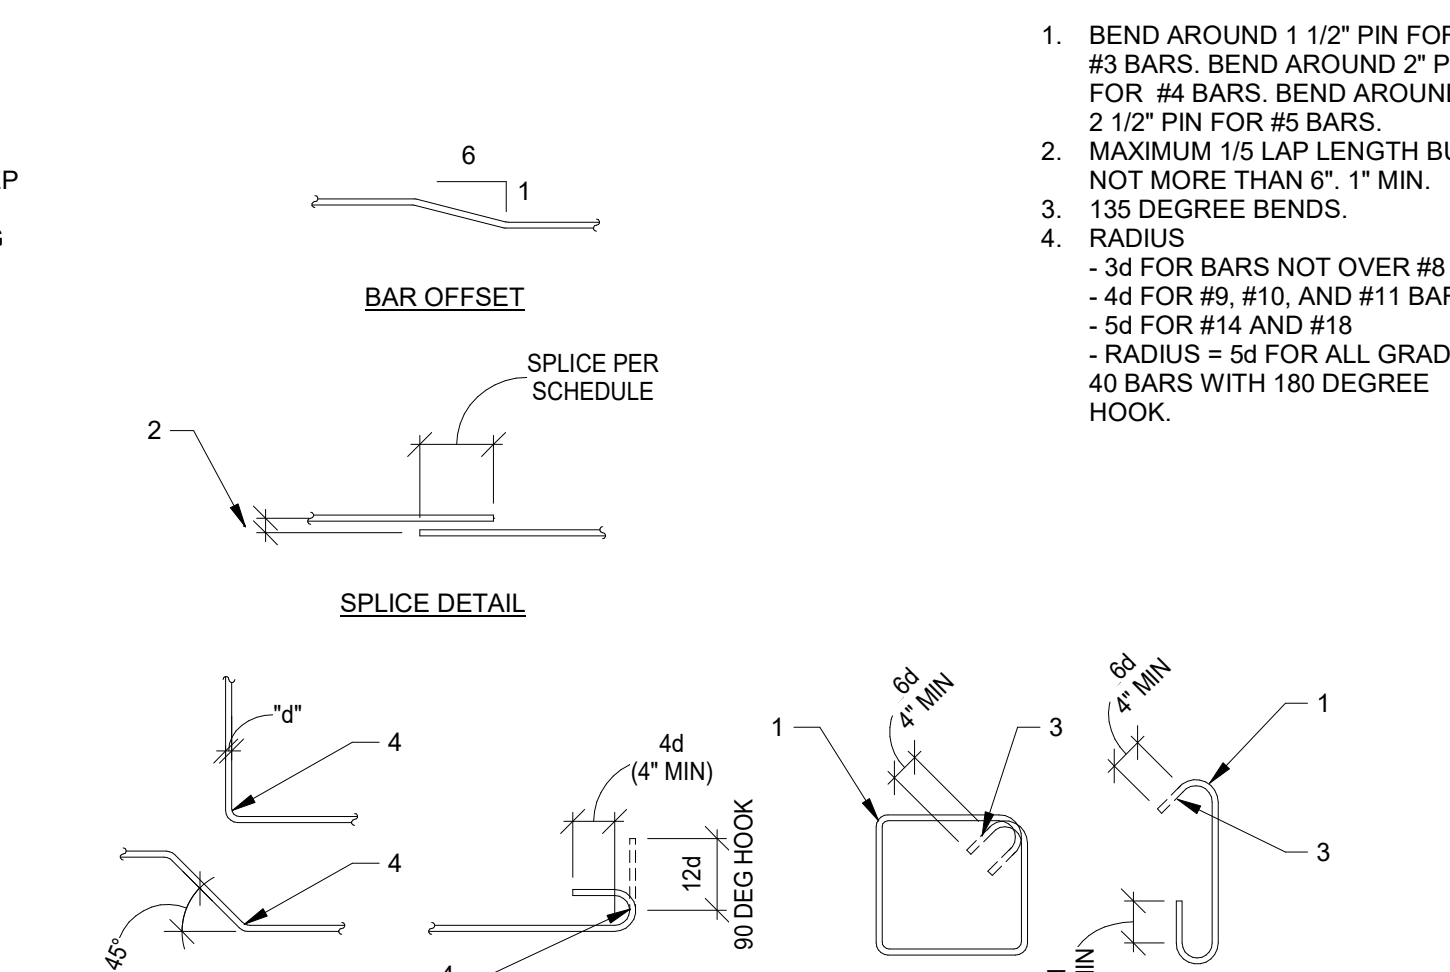 1. BEND AROUND 1 1/2" PIN FOR
#3 BARS. BEND AROUND 2" P
FOR #4 BARS. BEND AROUND
2 1/2" PIN FOR #5 BARS.
2. MAXIMUM 1/5 LAP LENGTH BU
NOT MORE THAN 6". 1" MIN.
3. 135 DEGREE BENDS.
4. RADIUS
- 3d FOR BARS NOT OVER #8
- 4d FOR #9, #10, AND #11 BAR
- 5d FOR #14 AND #18
- RADIUS = 5d FOR ALL GRAD
40 BARS WITH 180 DEGREE
HOOK.
6
1
BAR OFFSET
SPLICE PER
SCHEDULE
2
SPLICE DETAIL
"d"
4
4
45°
4d
(4" MIN)
12d
90 DEG HOOK
4
1
6d
4" MIN
3
6d
4" MIN
1
3